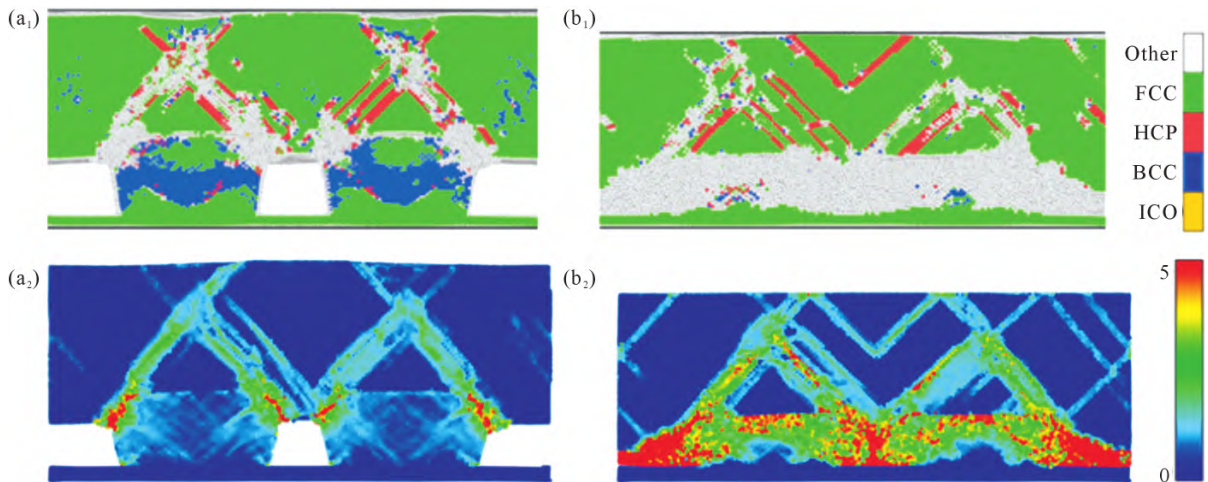 (a₁)
(b₁)
Other
FCC
HCP
BCC
ICO
(a₂)
(b₂)
5
0